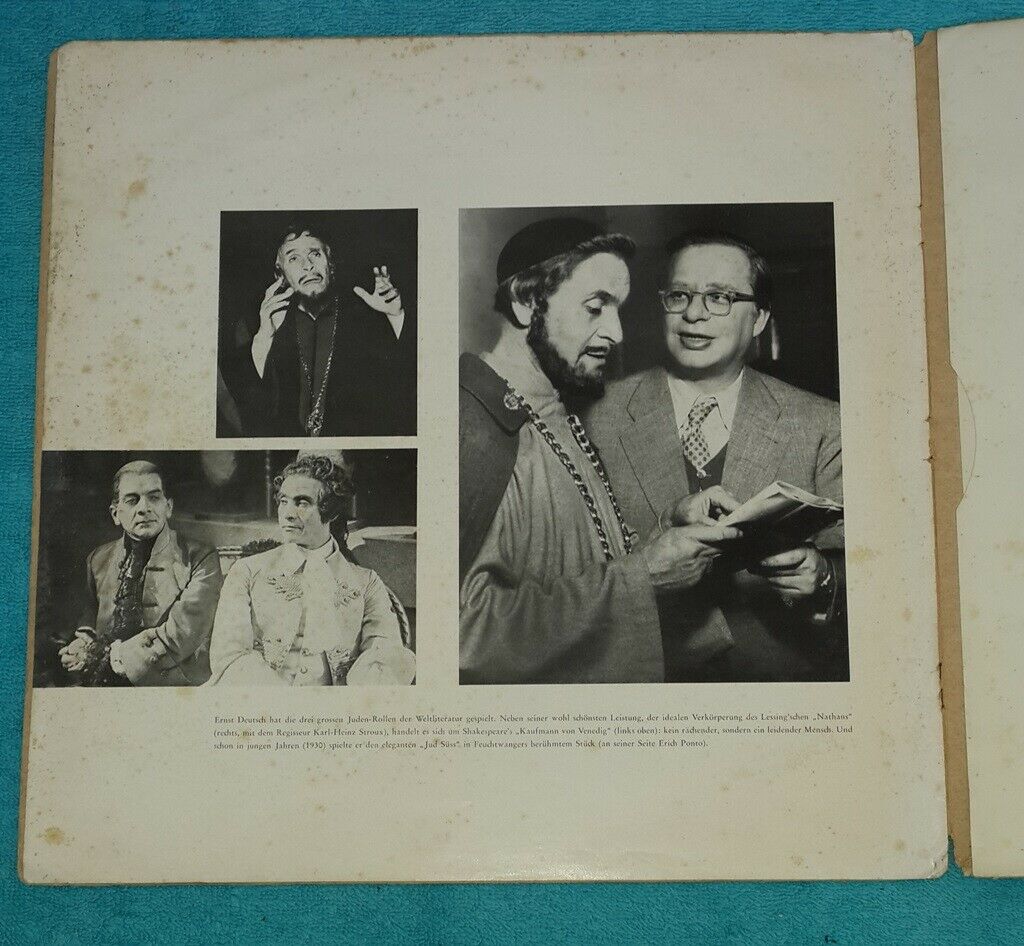 Ernst Deutsch hat die drei grossen Juden-Rollen der Weltliteratur gespielt. Neben seiner wohl schönsten Leistung, der idealen Verkörperung des Lessing'schen „Nathans"
(rechts, mit dem Regisseur Karl-Heinz Stroux), handelt es sich um Shakespeare's „Kaufmann von Venedig" (links oben): kein rächender, sondern ein leidender Mensch. Und
schon in jungen Jahren (1930) spielte er den eleganten „Jud Süss" in Feuchtwangers berühmtem Stück (an seiner Seite Erich Ponto).